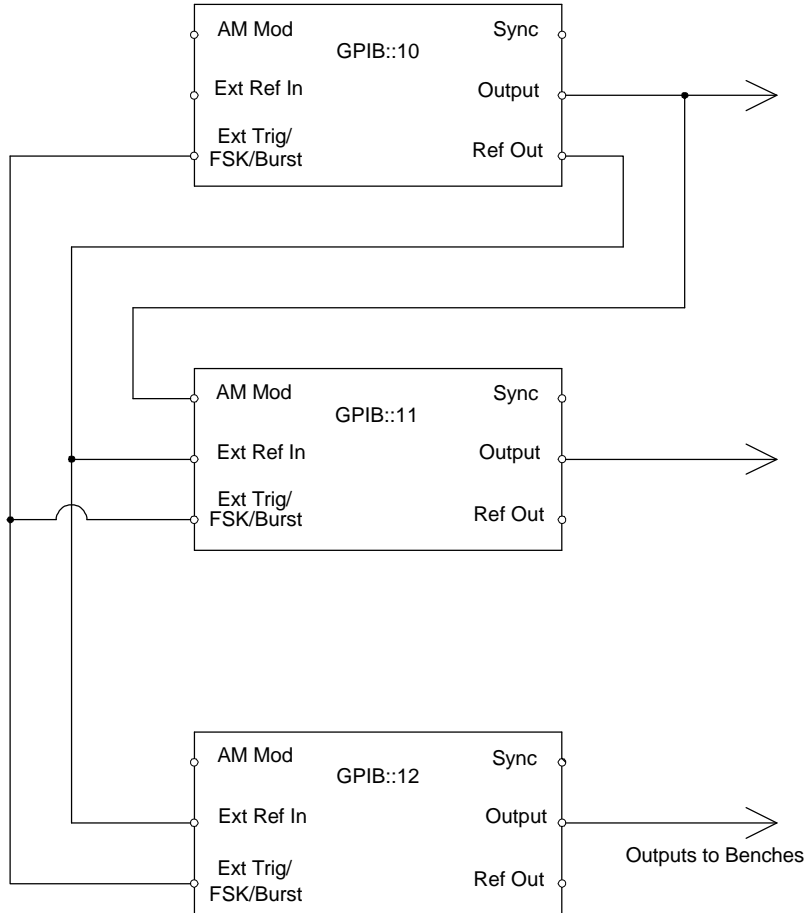 AM Mod
Sync
GPIB::10
Ext Ref In
Output
Ext Trig/
FSK/Burst
Ref Out
AM Mod
Sync
GPIB::11
Ext Ref In
Output
Ext Trig/
FSK/Burst
Ref Out
AM Mod
Sync
GPIB::12
Ext Ref In
Output
Outputs to Benches
Ext Trig/
FSK/Burst
Ref Out